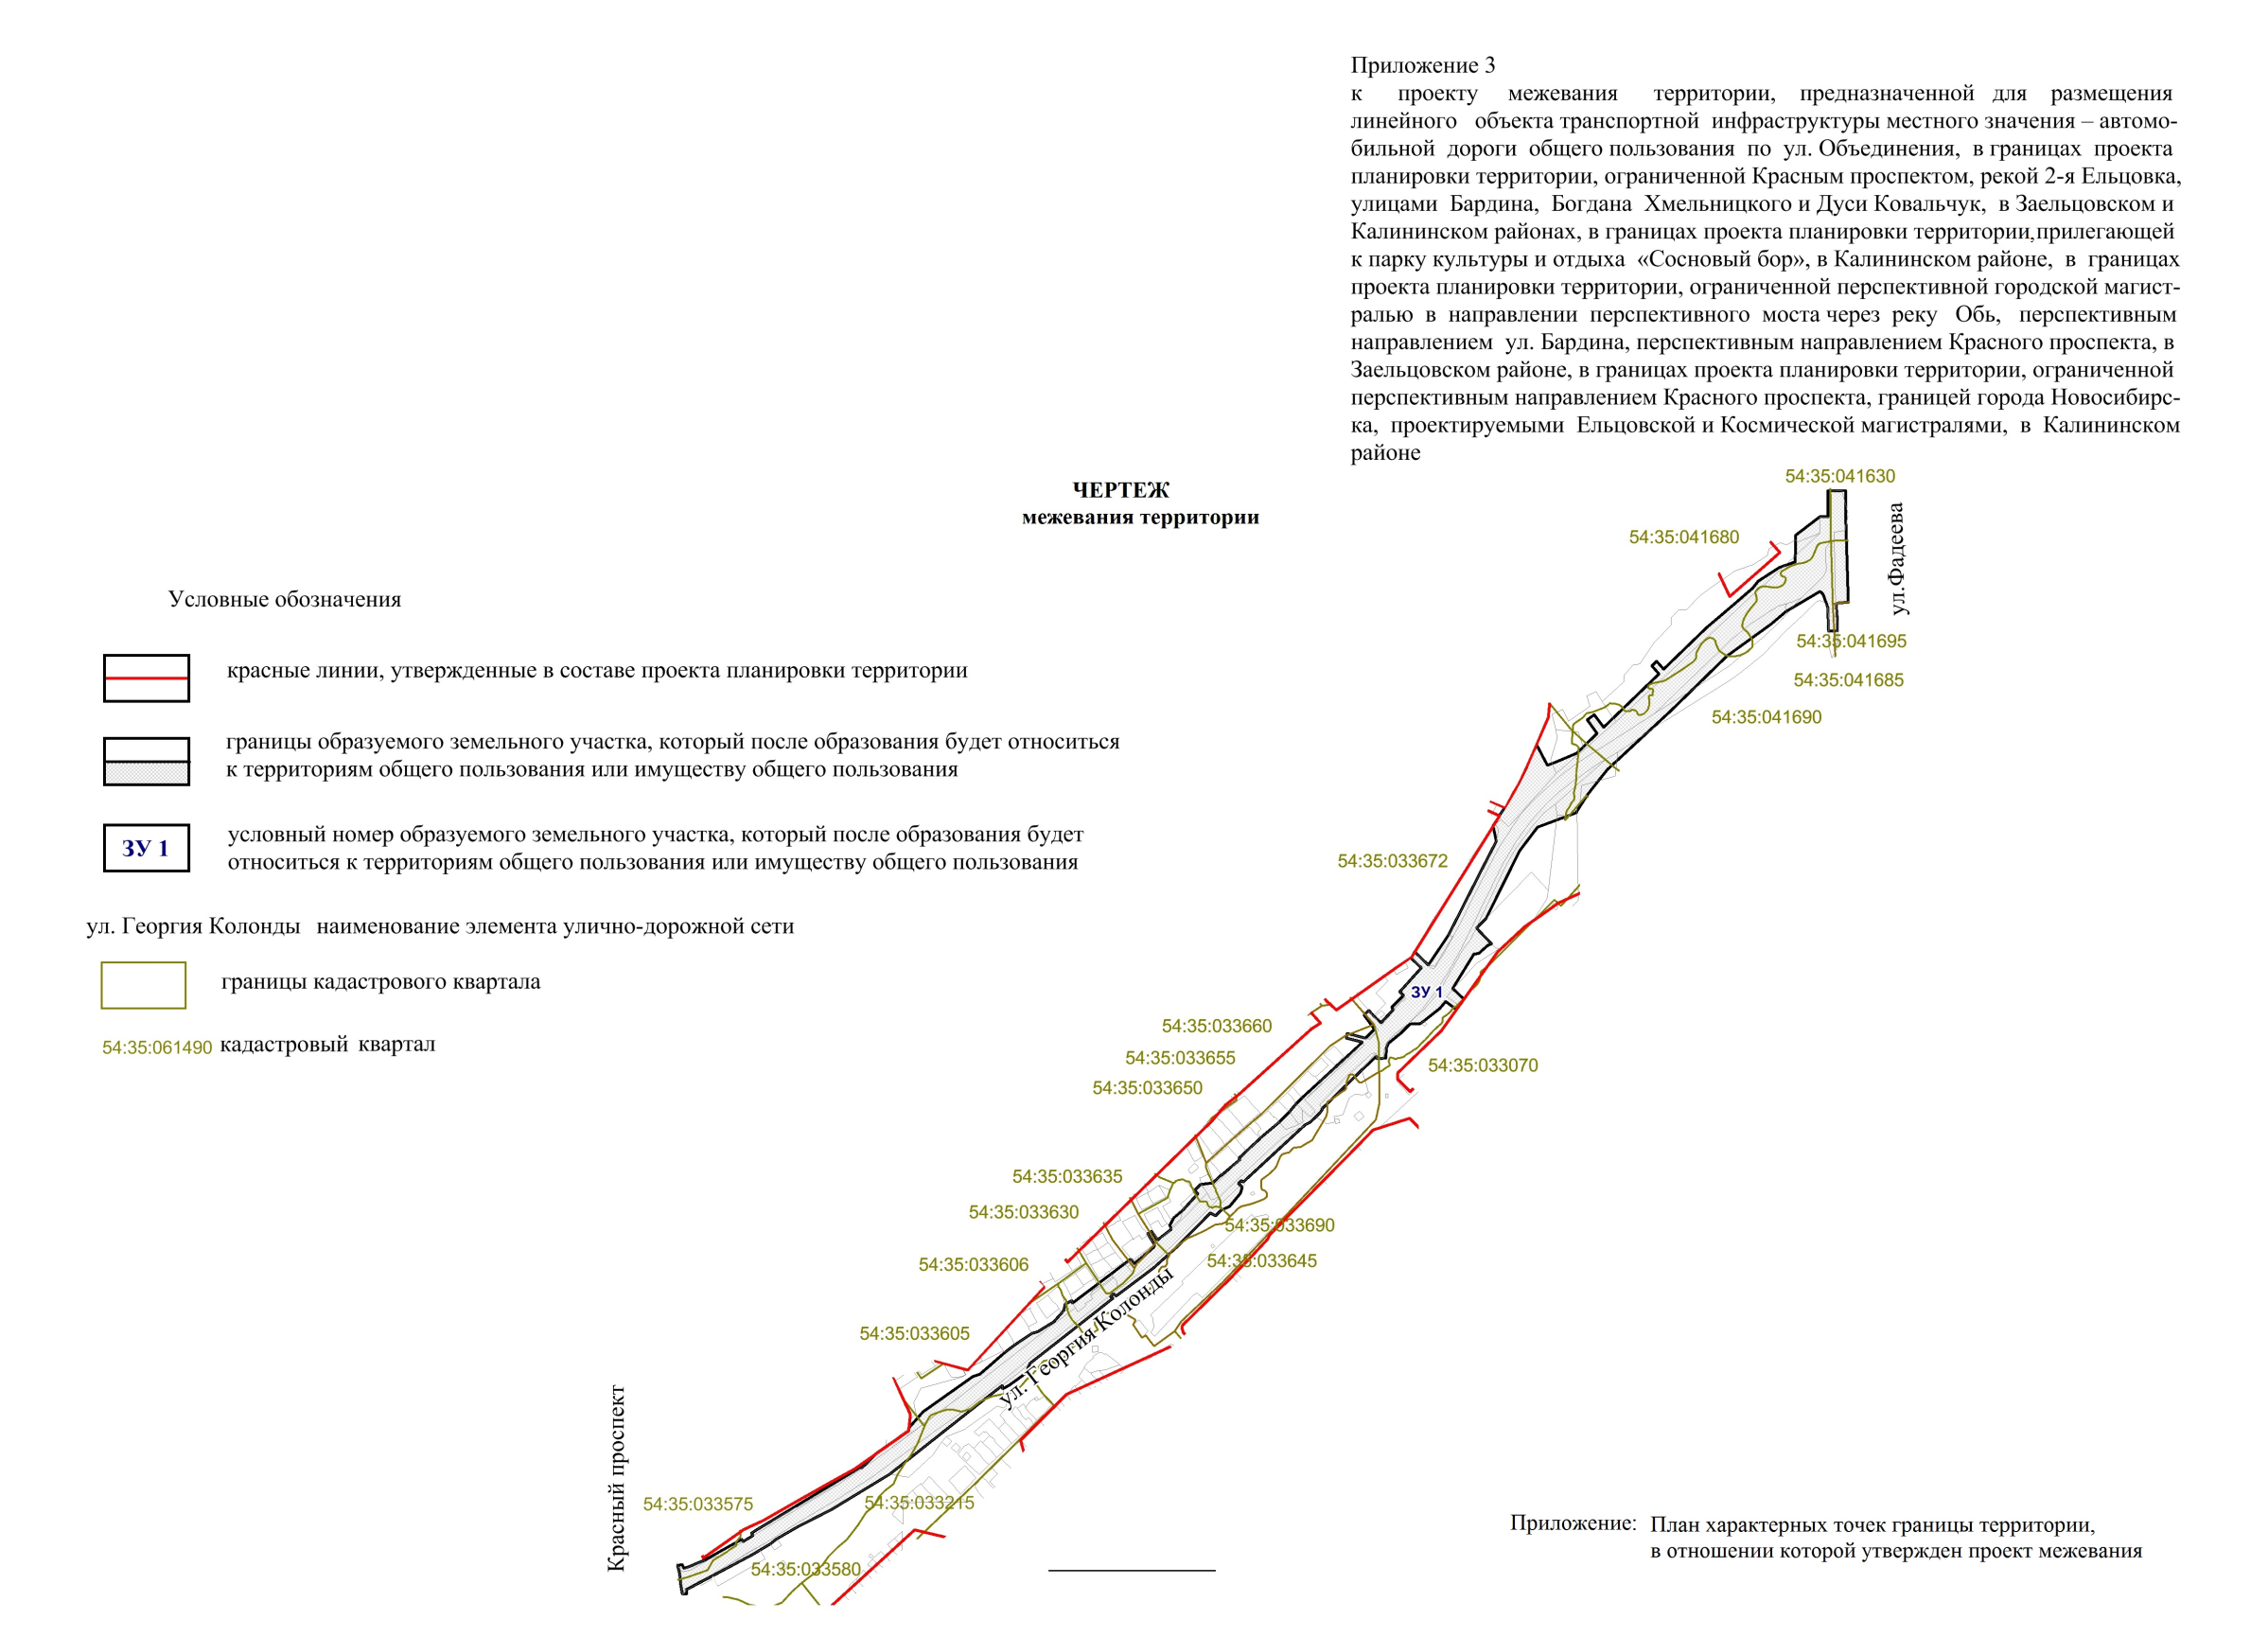 Приложение 3
к проекту межевания территории, предназначенной для размещения
линейного объекта транспортной инфраструктуры местного значения – автомо-
бильной дороги общего пользования по ул. Объединения, в границах проекта
планировки территории, ограниченной Красным проспектом, рекой 2-я Ельцовка,
улицами Бардина, Богдана Хмельницкого и Дуси Ковальчук, в Заельцовском и
Калининском районах, в границах проекта планировки территории,прилегающей
к парку культуры и отдыха «Сосновый бор», в Калининском районе, в границах
проекта планировки территории, ограниченной перспективной городской магист-
ралью в направлении перспективного моста через реку Обь, перспективным
направлением ул. Бардина, перспективным направлением Красного проспекта, в
Заельцовском районе, в границах проекта планировки территории, ограниченной
перспективным направлением Красного проспекта, границей города Новосибирс-
ка, проектируемыми Ельцовской и Космической магистралями, в Калининском
районе
ЧЕРТЕЖ
межевания территории
Условные обозначения
красные линии, утвержденные в составе проекта планировки территории
границы образуемого земельного участка, который после образования будет относиться
к территориям общего пользования или имуществу общего пользования
ЗУ 1
условный номер образуемого земельного участка, который после образования будет
относиться к территориям общего пользования или имуществу общего пользования
ул. Георгия Колонды наименование элемента улично-дорожной сети
границы кадастрового квартала
54:35:061490 кадастровый квартал
54:35:041630
54:35:041680
ул.Фадеева
54:35:041695
54:35:041685
54:35:041690
54:35:033672
ЗУ 1
54:35:033660
54:35:033655
54:35:033650
54:35:033070
54:35:033635
54:35:033630
54:35:033690
54:35:033645
54:35:033606
ул. Георгия Колонды
54:35:033605
Красный проспект
54:35:033575
54:35:033215
54:35:033580
Приложение: План характерных точек границы территории,
в отношении которой утвержден проект межевания